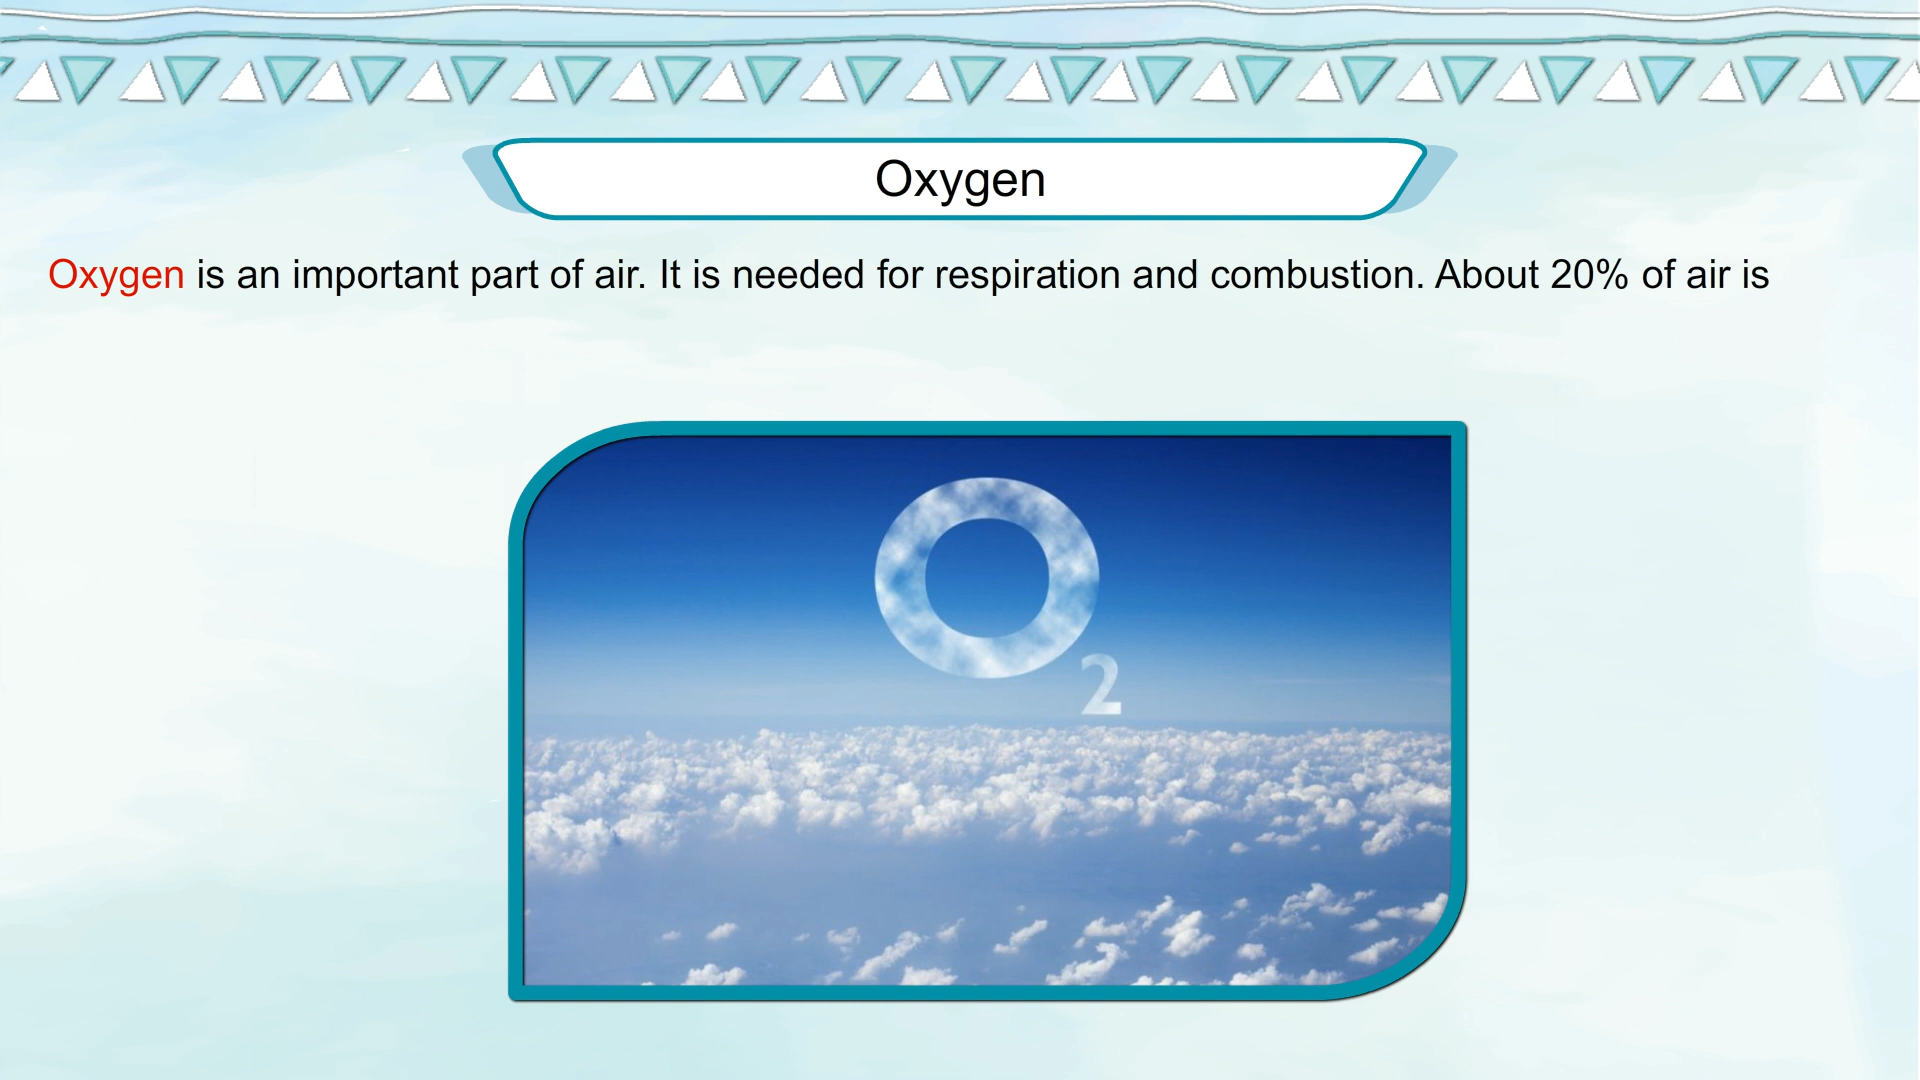 Oxygen
Oxygen is an important part of air. It is needed for respiration and combustion. About 20% of air is
O
2